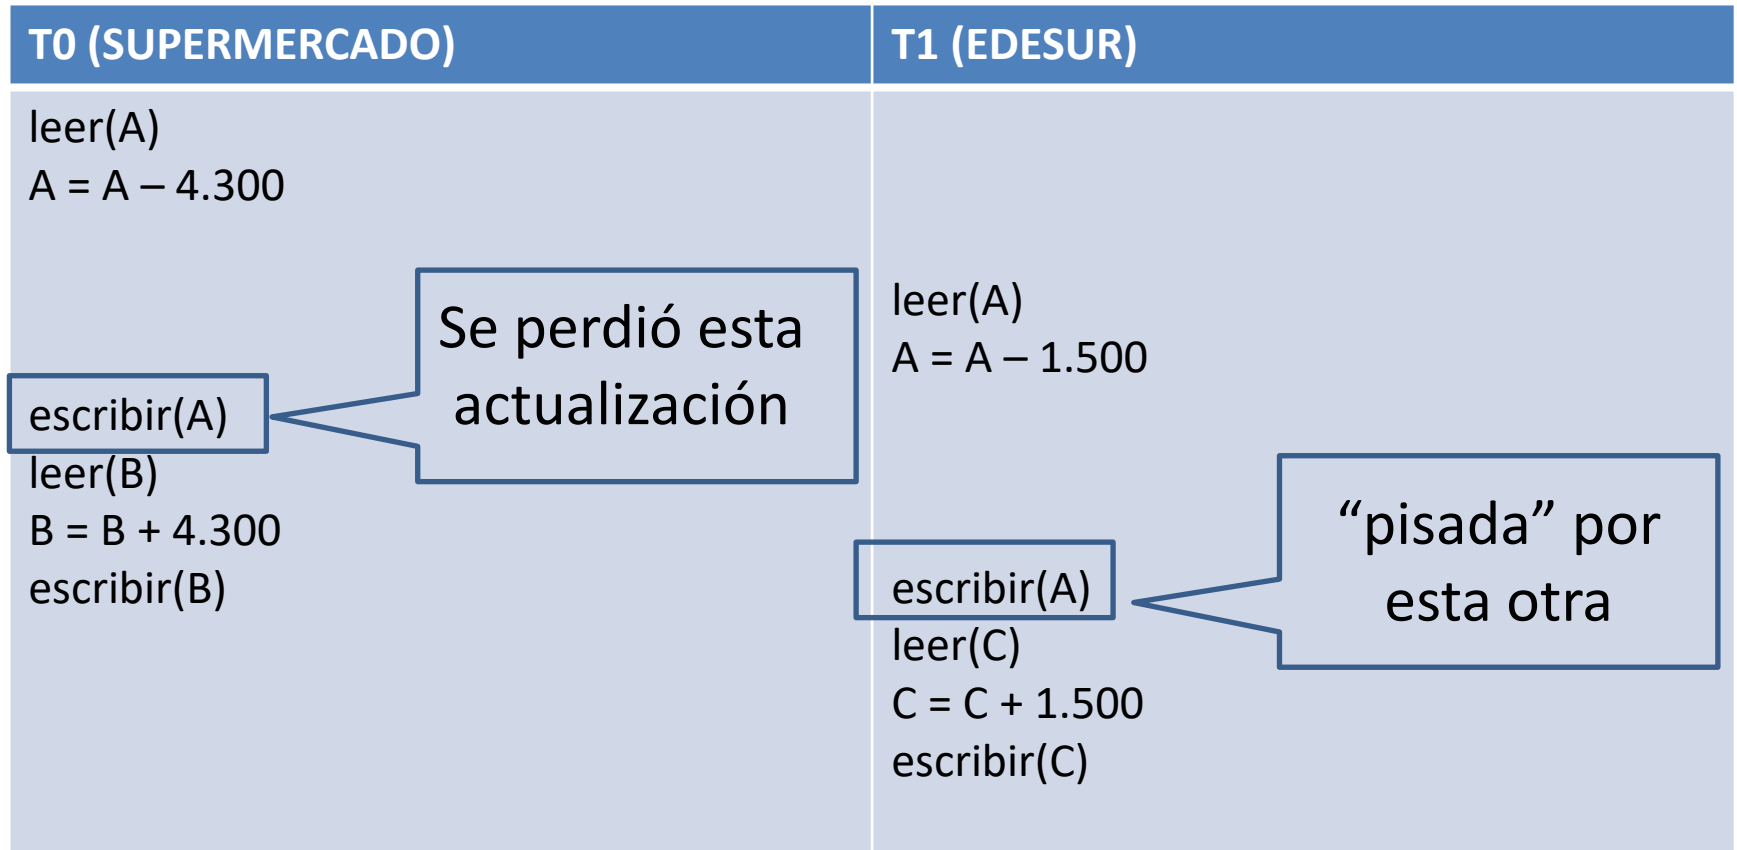 T0 (SUPERMERCADO)
T1 (EDESUR)
leer(A)
A = A – 4.300
escribir(A)
leer(B)
B = B + 4.300
escribir(B)
Se perdió esta
actualización
leer(A)
A = A – 1.500
escribir(A)
leer(C)
C = C + 1.500
escribir(C)
“pisada” por
esta otra